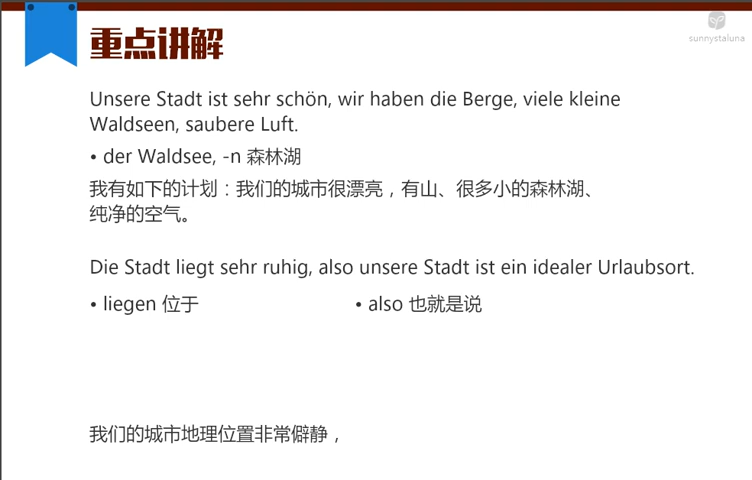 重点讲解
sunnystaluna
Unsere Stadt ist sehr schön, wir haben die Berge, viele kleine
Waldseen, saubere Luft.
• der Waldsee, -n 森林湖
我有如下的计划：我们的城市很漂亮，有山、很多小的森林湖、
纯净的空气。
Die Stadt liegt sehr ruhig, also unsere Stadt ist ein idealer Urlaubsort.
• liegen 位于 • also 也就是说
我们的城市地理位置非常僻静，